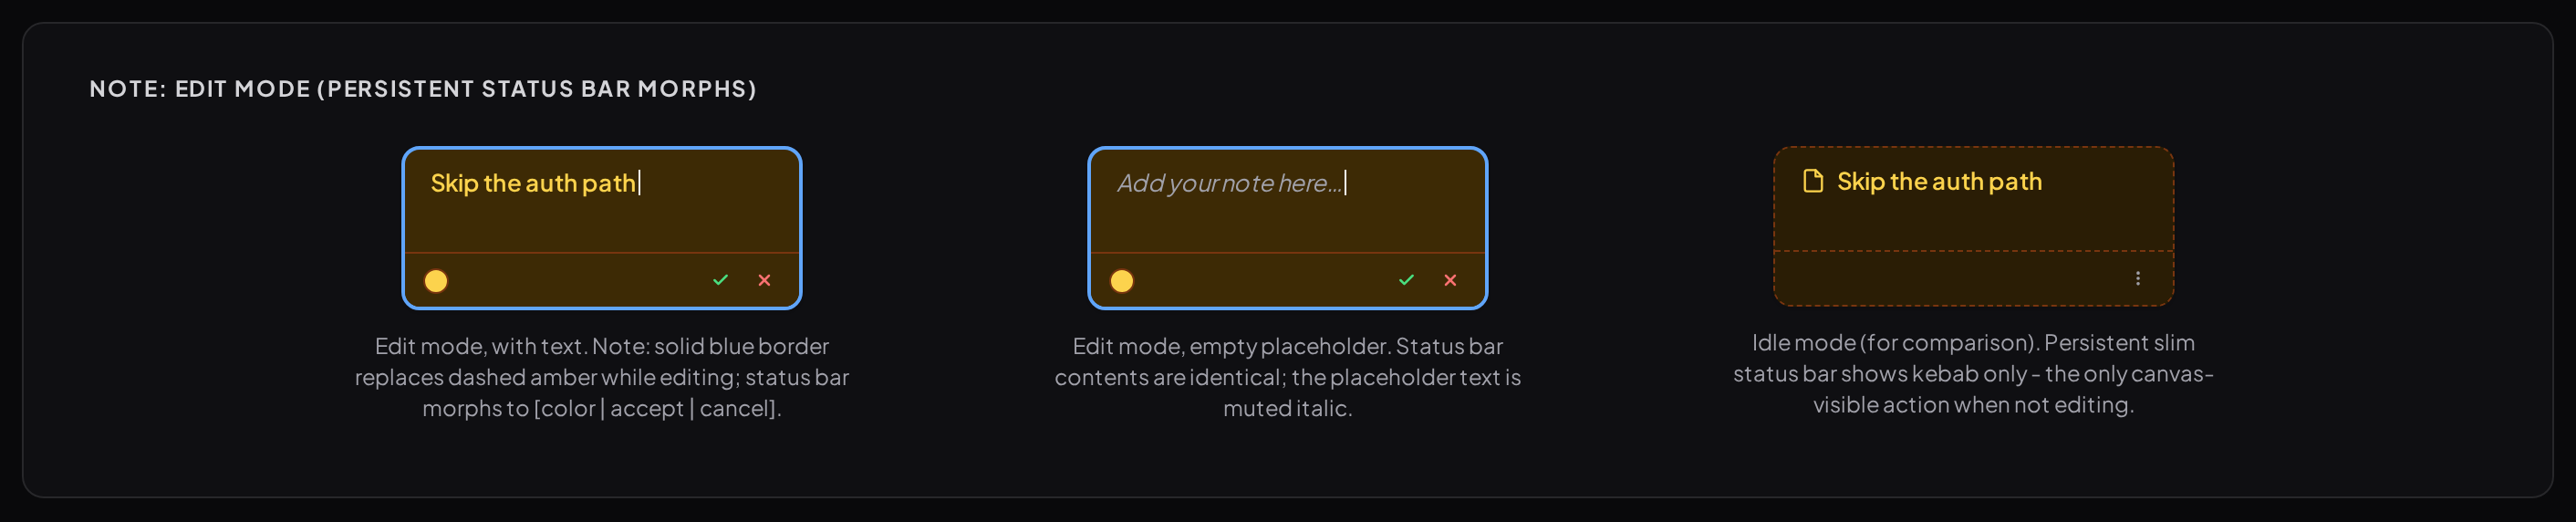 NOTE: EDIT MODE (PERSISTENT STATUS BAR MORPHS)
Skip the auth path
Edit mode, with text. Note: solid blue border
replaces dashed amber while editing; status bar
morphs to [color | accept | cancel].
Add your note here...
Edit mode, empty placeholder. Status bar
contents are identical; the placeholder text is
muted italic.
Skip the auth path
Idle mode (for comparison). Persistent slim
status bar shows kebab only - the only canvas-
visible action when not editing.